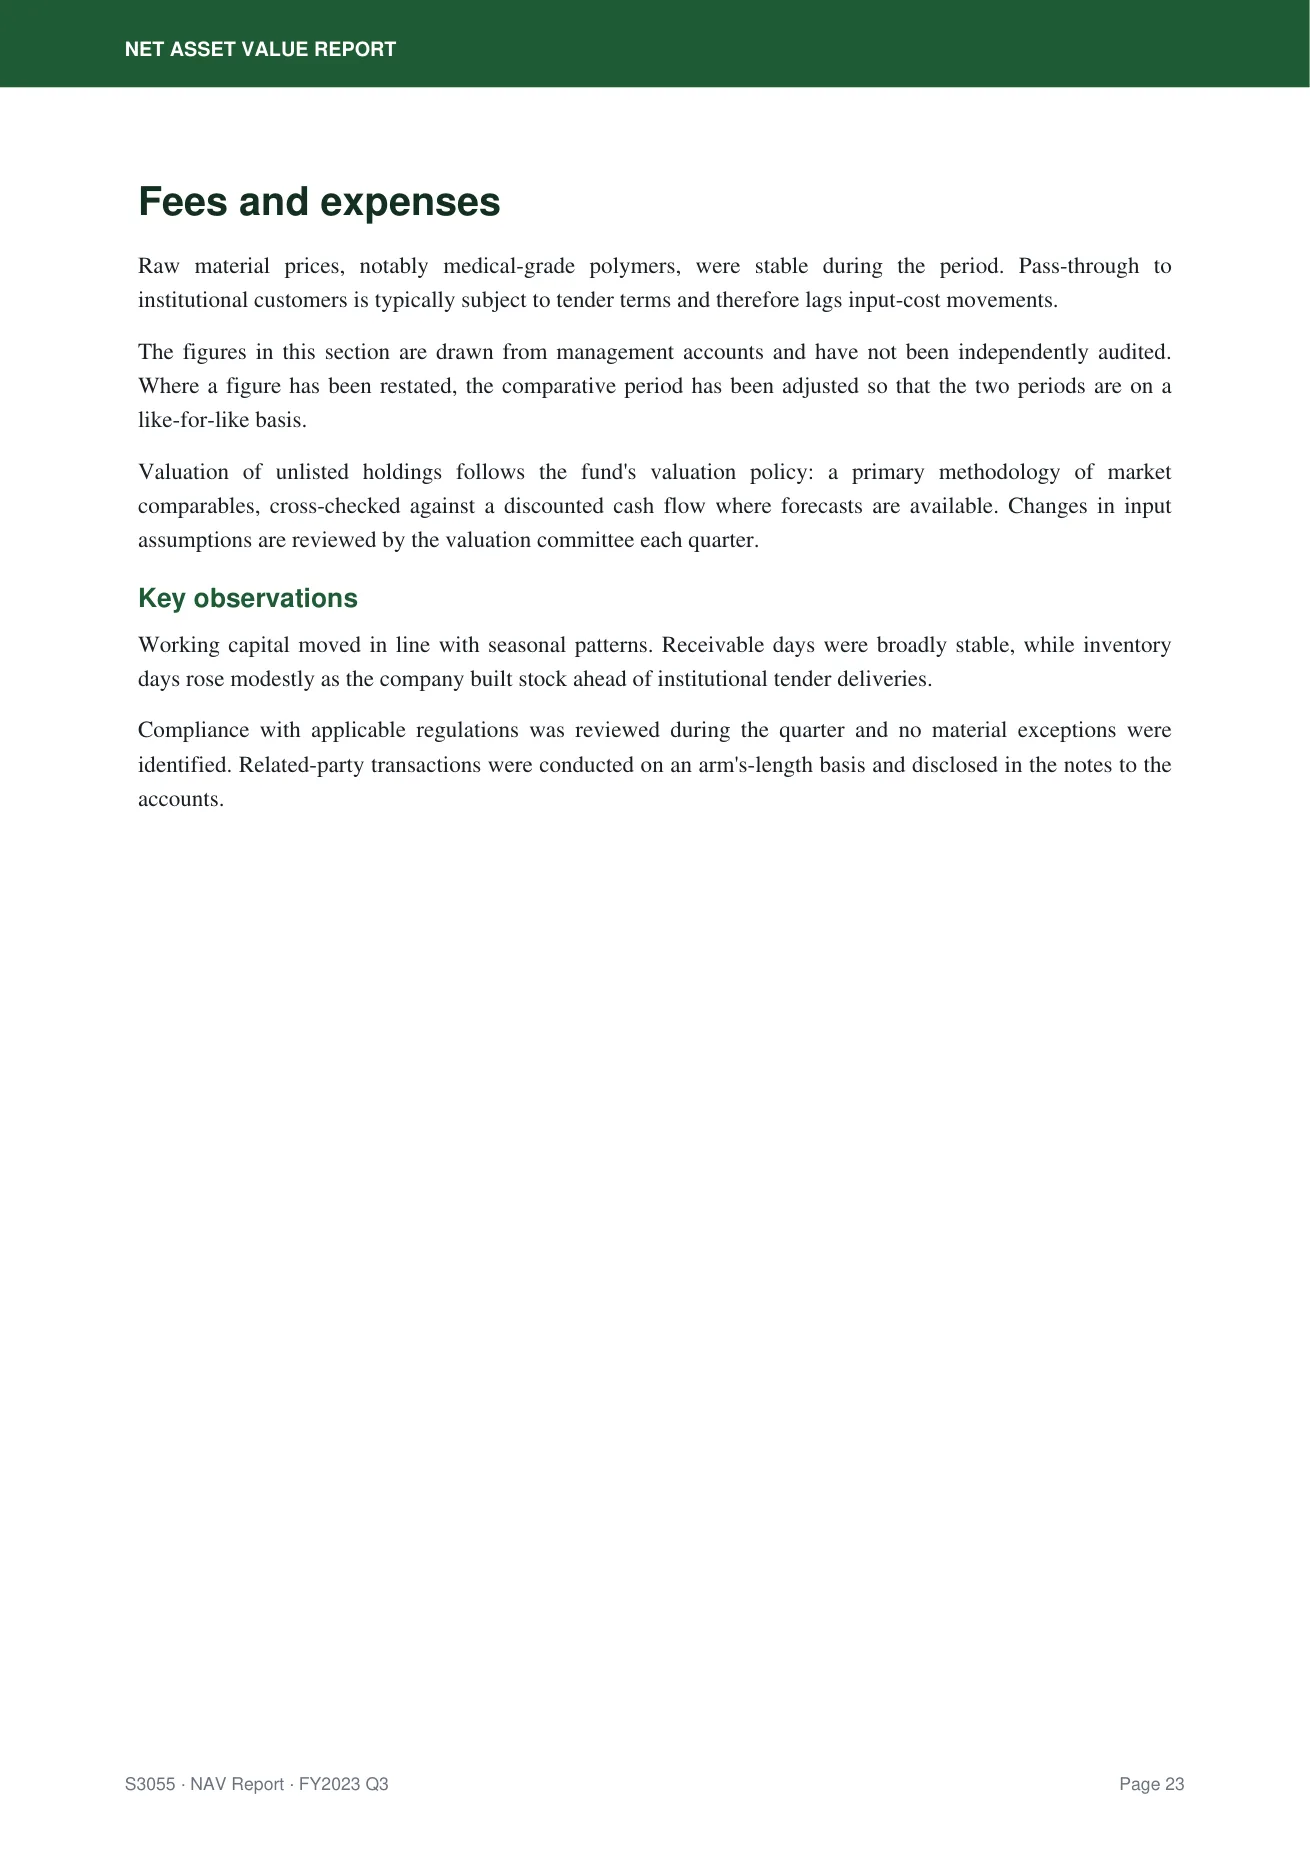 NET ASSET VALUE REPORT
Fees and expenses
Raw material prices, notably medical-grade polymers, were stable during the period. Pass-through to
institutional customers is typically subject to tender terms and therefore lags input-cost movements.
The figures in this section are drawn from management accounts and have not been independently audited.
Where a figure has been restated, the comparative period has been adjusted so that the two periods are on a
like-for-like basis.
Valuation of unlisted holdings follows the fund's valuation policy: a primary methodology of market
comparables, cross-checked against a discounted cash flow where forecasts are available. Changes in input
assumptions are reviewed by the valuation committee each quarter.
Key observations
Working capital moved in line with seasonal patterns. Receivable days were broadly stable, while inventory
days rose modestly as the company built stock ahead of institutional tender deliveries.
Compliance with applicable regulations was reviewed during the quarter and no material exceptions were
identified. Related-party transactions were conducted on an arm's-length basis and disclosed in the notes to the
accounts.
S3055 · NAV Report · FY2023 Q3
Page 23